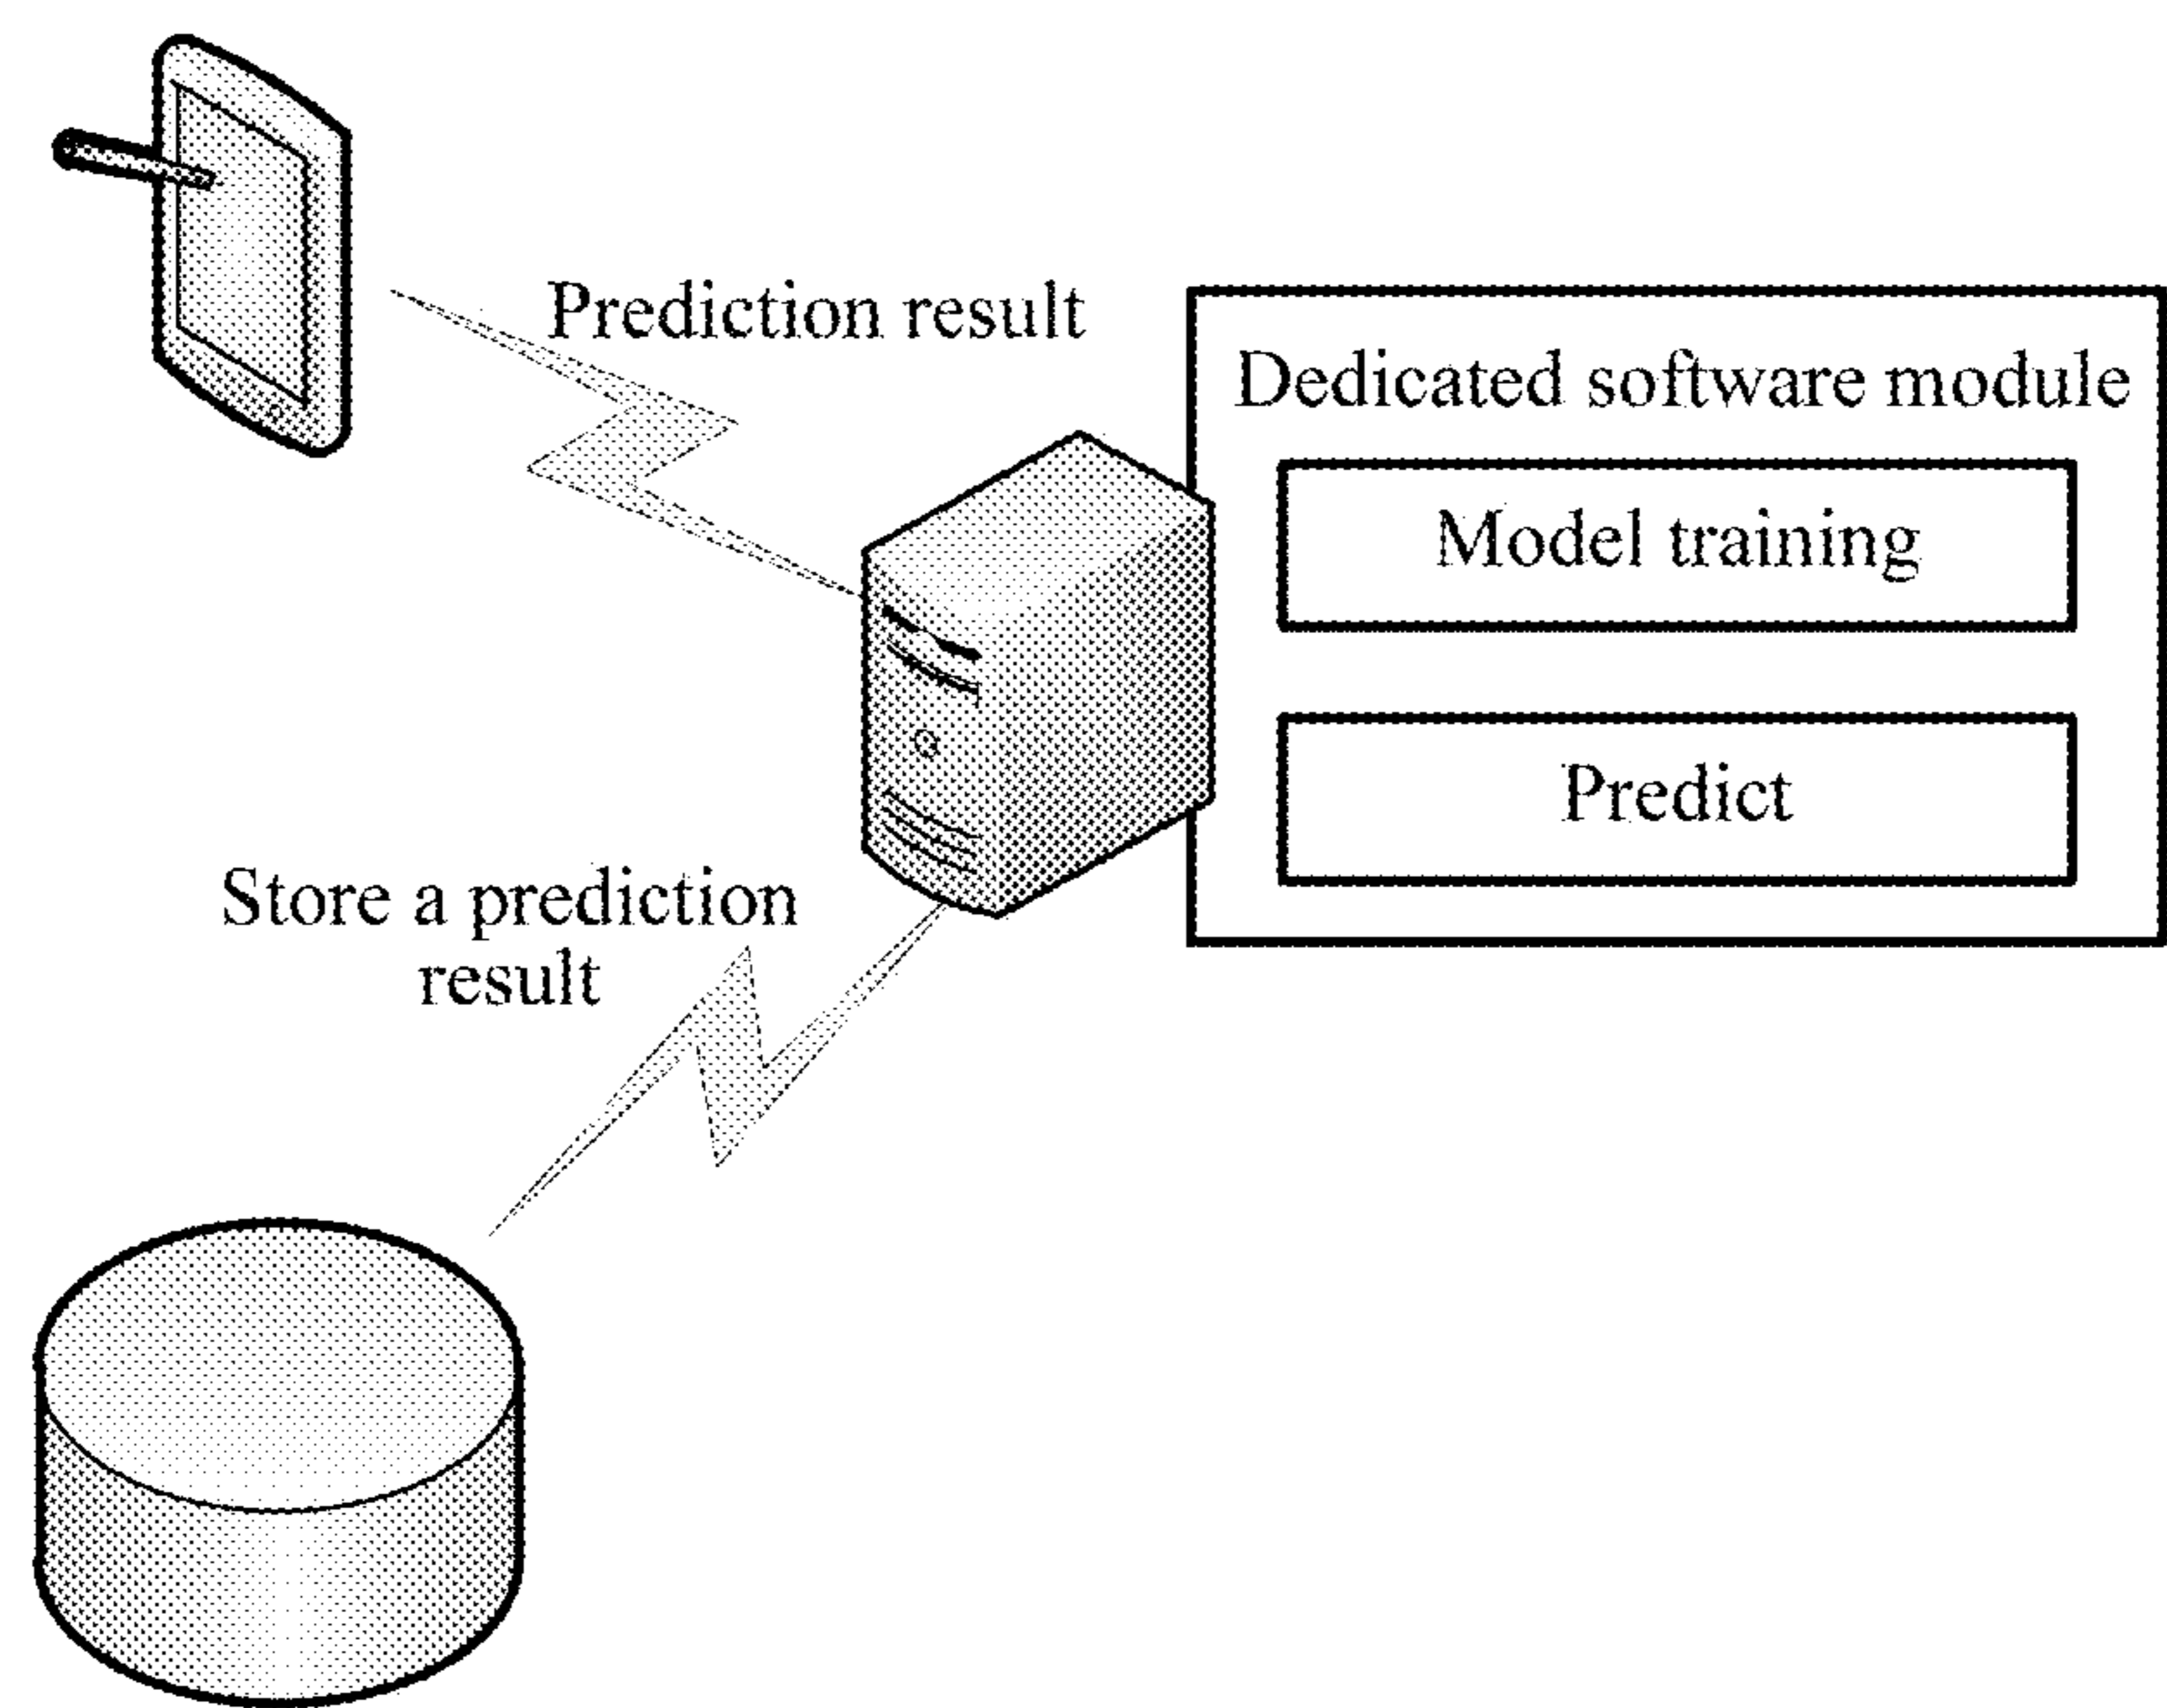 Prediction result
Dedicated software module
Model training
Predict
Store a prediction
result